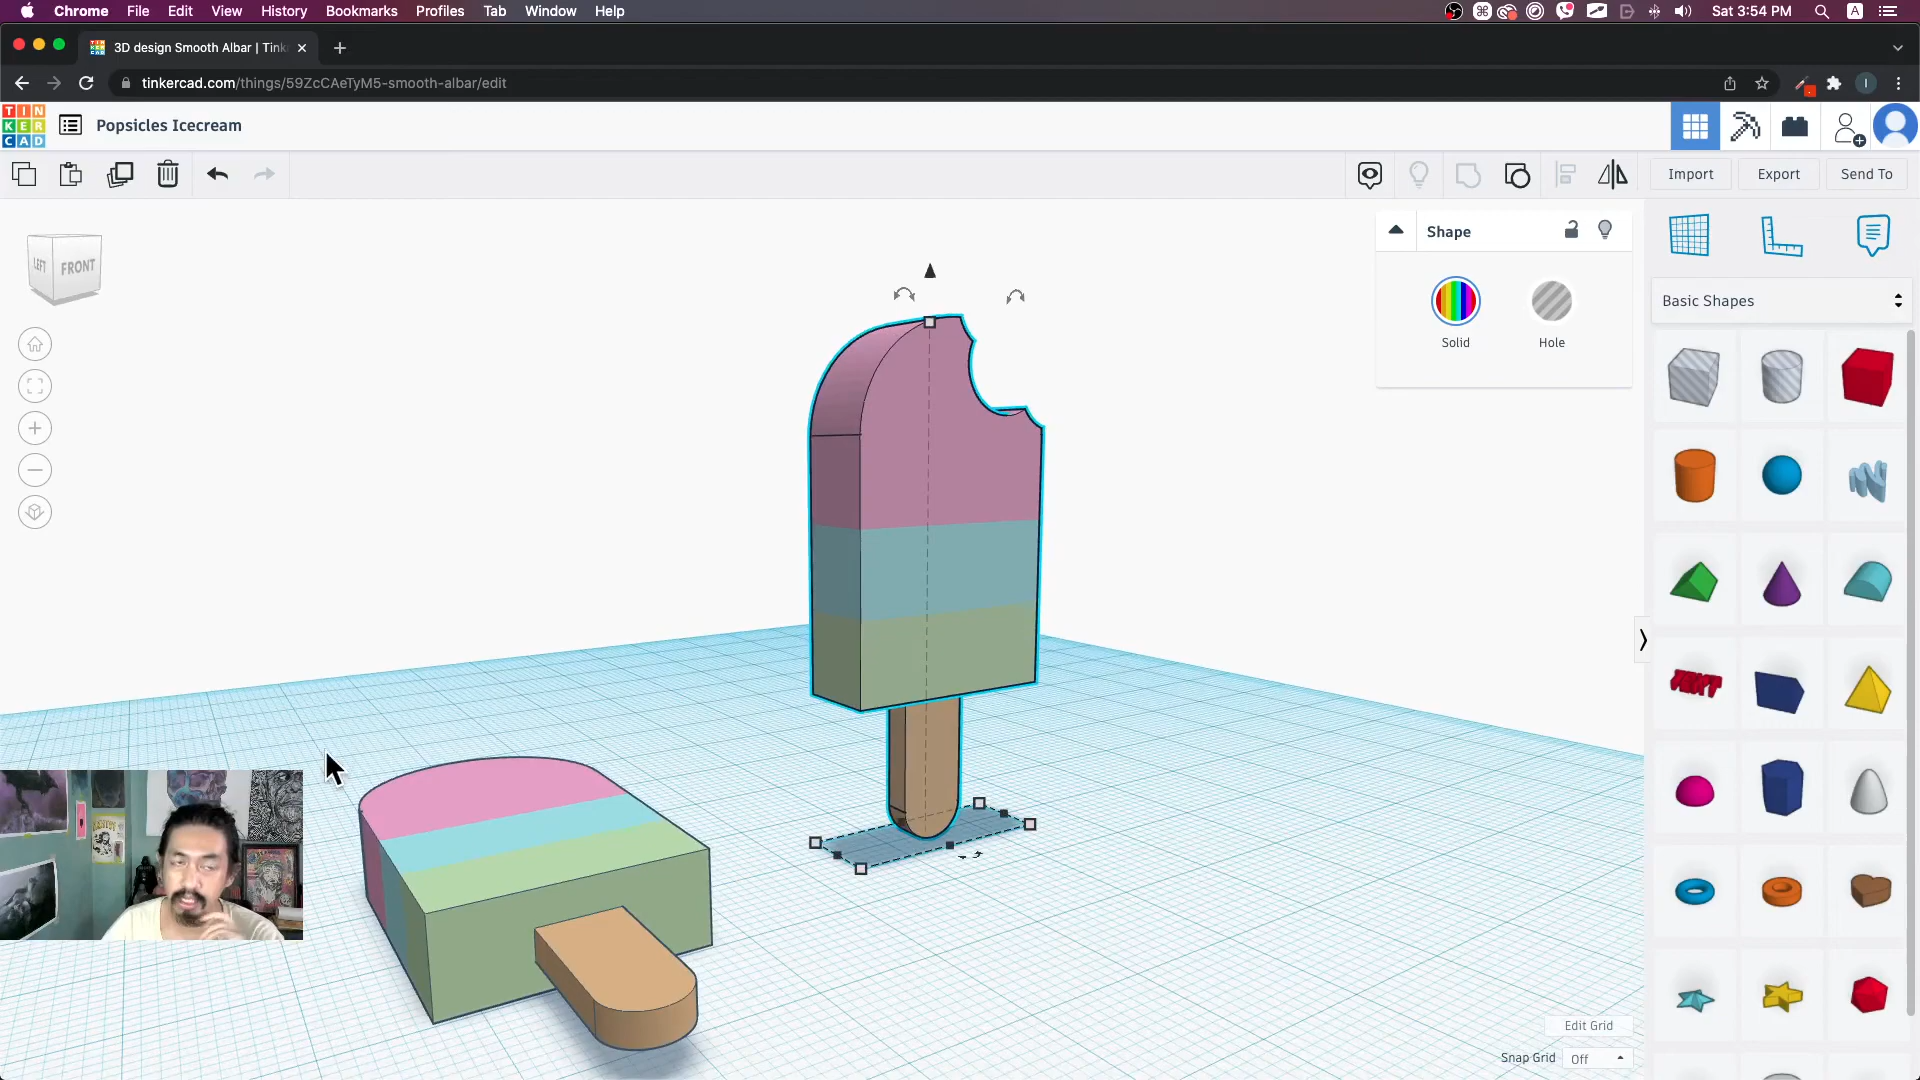 Chrome File Edit View History Bookmarks Profiles Tab Window Help Sat 3:54 PM A
3D design Smooth Albar | Tink
tinkercad.com/things/59ZcCAeTyM5-smooth-albar/edit I
TIN
KER
CAD
Popsicles Icecream
Import Export Send To
LEFT FRONT
Shape
Solid Hole
Basic Shapes
TEXT
Edit Grid
Snap Grid Off